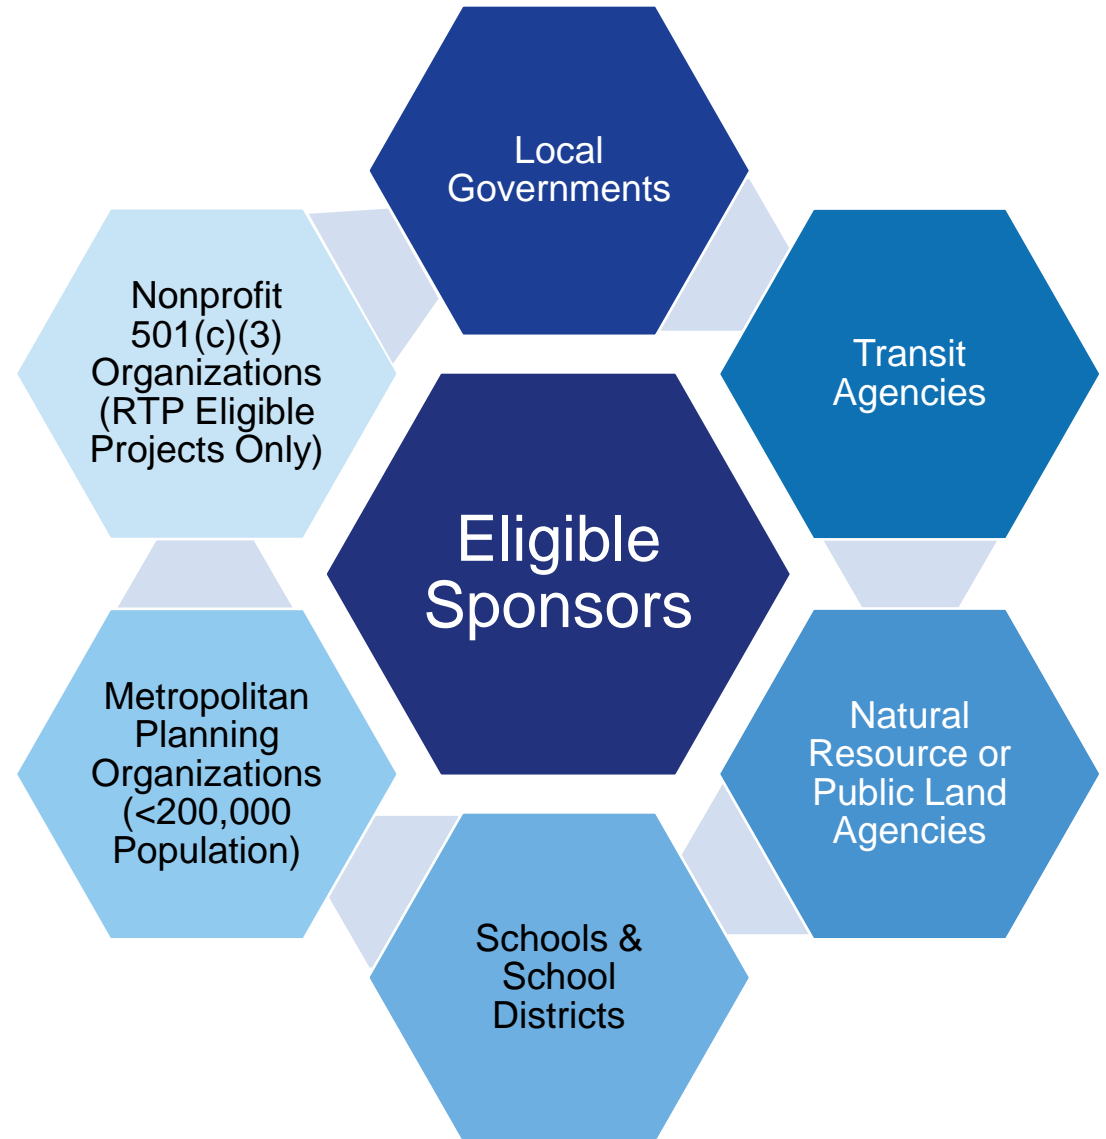 Local
Governments
Transit
Agencies
Natural
Resource or
Public Land
Agencies
Schools &
School
Districts
Metropolitan
Planning
Organizations
(<200,000
Population)
Nonprofit
501(c)(3)
Organizations
(RTP Eligible
Projects Only)
Eligible
Sponsors